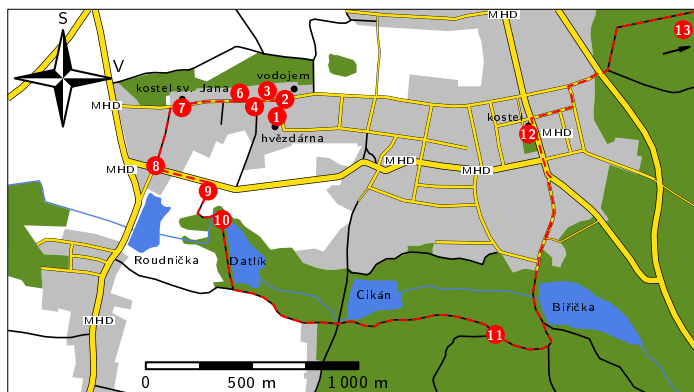 S
V
MHD
13
vodojem
kostel sv. Jana
6
3
2
4
MHD
7
1
kostel
12
MHD
hvězdárna
MHD
MHD
8
MHD
9
10
Roudnička
Datlík
Cikán
Biřička
MHD
11
0
500 m
1 000 m